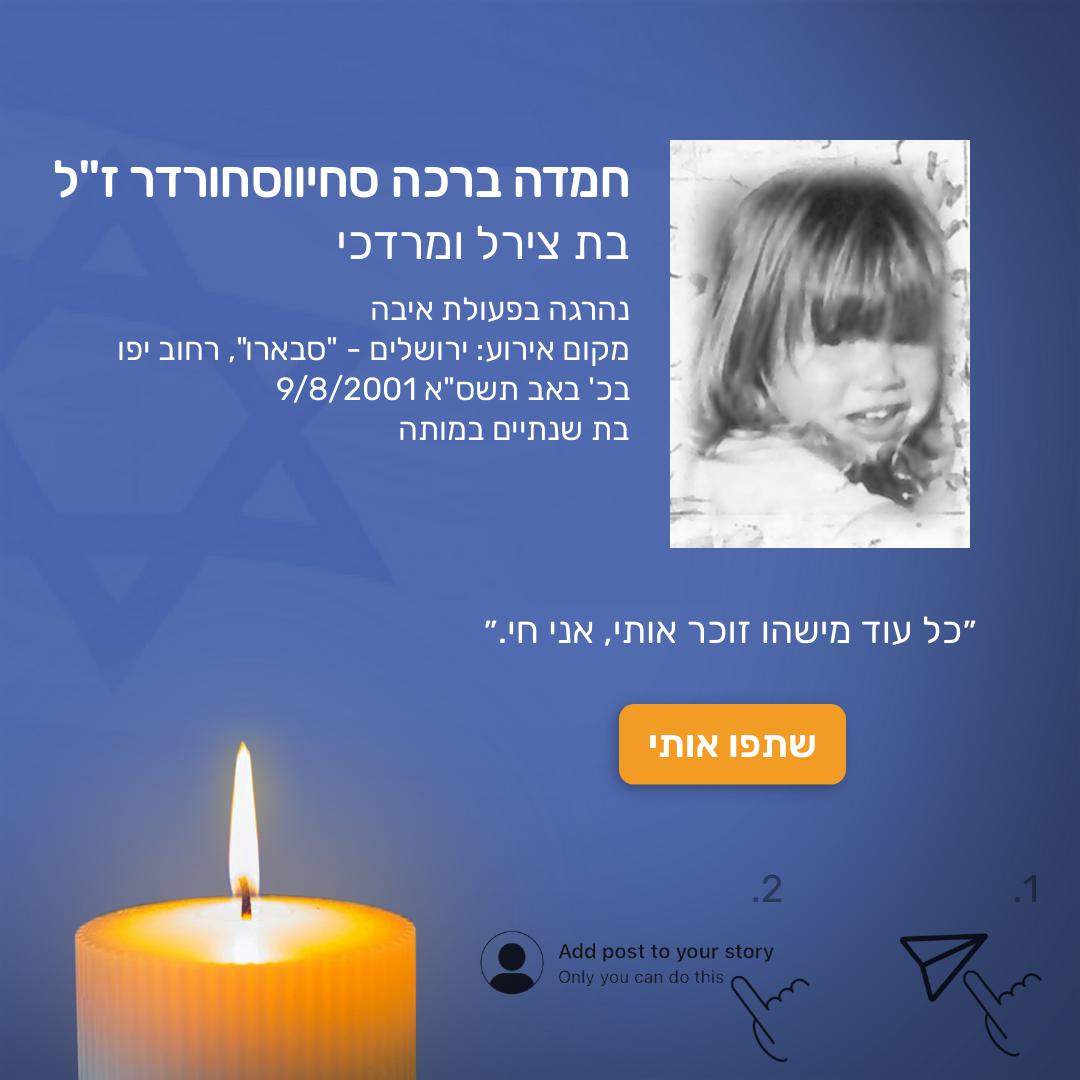 חמדה ברכה סחיווסחורדר ז"ל
בת צירל ומרדכי
נהרגה בפעולת איבה
מקום אירוע: ירושלים - "סבארו", רחוב יפו
בכ' באב תשס"א 9/8/2001
בת שנתיים במותה
״כל עוד מישהו זוכר אותי, אני חי.״
שתפו אותי
1.
2.
Add post to your story
Only you can do this